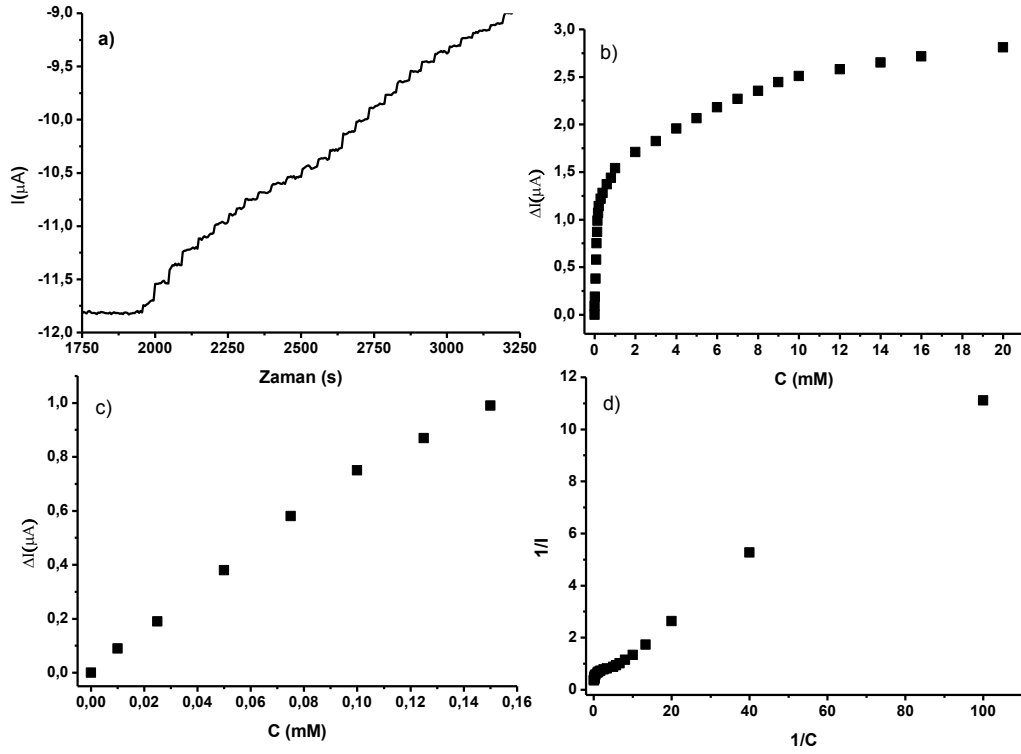 a)
-9,0
-9,5
-10,0
-10,5
-11,0
-11,5
-12,0
I(μA)
1750 2000 2250 2500 2750 3000 3250
Zaman (s)
b)
3,0
2,5
2,0
1,5
1,0
0,5
0,0
ΔI(μA)
0 2 4 6 8 10 12 14 16 18 20
C (mM)
c)
1,0
0,8
0,6
0,4
0,2
0,0
ΔI(μA)
0,00 0,02 0,04 0,06 0,08 0,10 0,12 0,14 0,16
C (mM)
d)
12
10
8
6
4
2
0
1/I
0 20 40 60 80 100
1/C